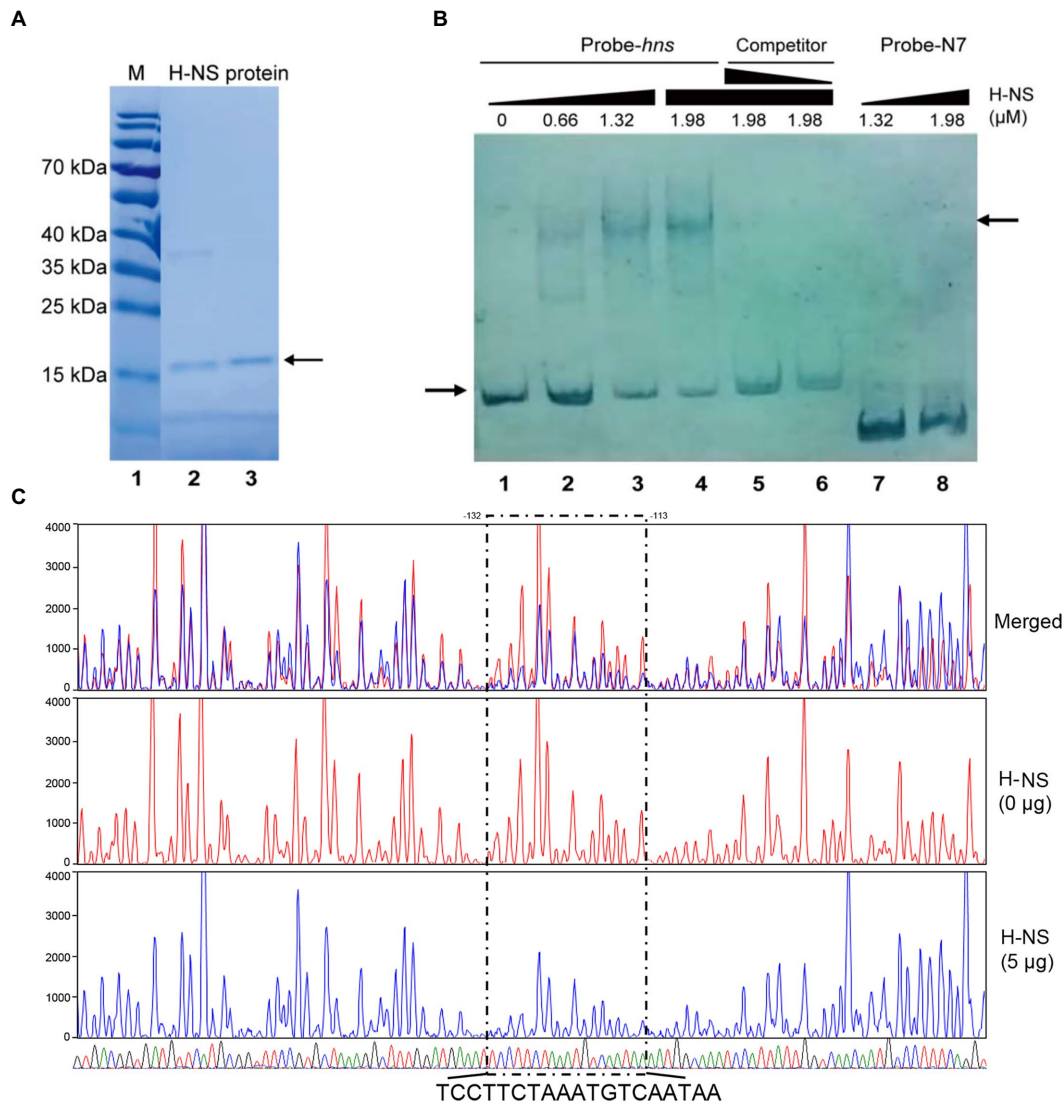 A
M H-NS protein
70 kDa
40 kDa
35 kDa
25 kDa
15 kDa
1 2 3
B
Probe-hns Competitor Probe-N7
H-NS
(µM)
0 0.66 1.32 1.98 1.98 1.98 1.32 1.98
1 2 3 4 5 6 7 8
C
-132 -113
4000
3000
2000
1000
0
Merged
4000
3000
2000
1000
0
H-NS
(0 µg)
4000
3000
2000
1000
0
H-NS
(5 µg)
TCCTTCTAAATGTCAATAA